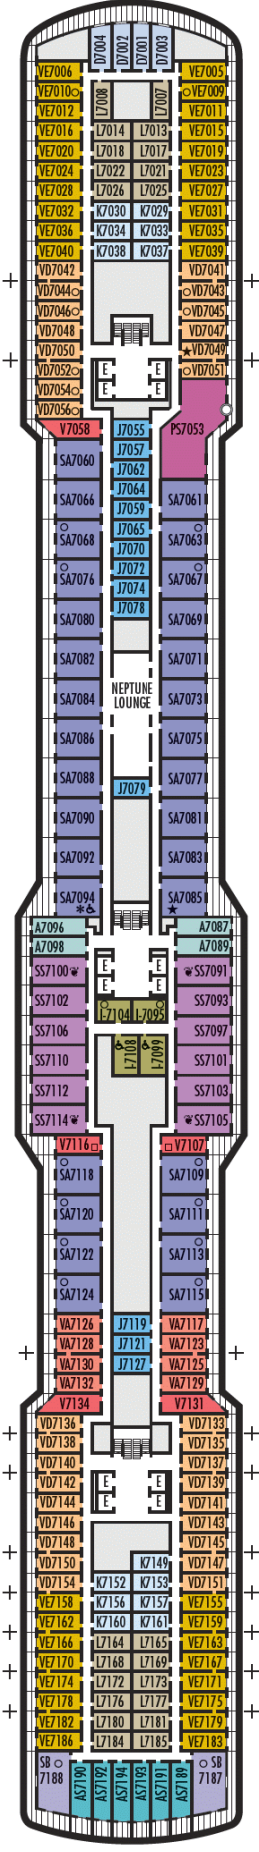 D7004 D7002 D7001 D7003
VE7006 VE7005
VE7010 L7008 L7007 VE7009
VE7012 VE7011
VE7016 L7014 L7013 VE7015
VE7020 L7018 L7017 VE7019
VE7024 L7022 L7021 VE7023
VE7028 L7026 L7025 VE7027
VE7032 K7030 K7029 VE7031
VE7036 K7034 K7033 VE7035
VE7040 K7038 K7037 VE7039
VD7042 VD7041
VD7044 VD7043
VD7046 VD7045
VD7048 VD7047
VD7050 ★VD7049
VD7052 E E VD7051
VD7054 E E
VD7056
V7058 J7055 PS7053
J7057
SA7060 J7062
J7064
SA7066 J7059 SA7061
J7065
SA7068 J7070 SA7063
J7072
SA7076 J7074 SA7067
J7078
SA7080 SA7069
SA7082 SA7071
SA7084 NEPTUNE SA7073
LOUNGE
SA7086 SA7075
SA7088 J7079 SA7077
SA7090 SA7081
SA7092 SA7083
SA7094 SA7085
*♿ ★
A7096 A7087
A7098 A7089
SS7100 E E SS7091
SS7102 E E SS7093
I-7104 I-7095
SS7106 SS7097
SS7110 I-7108 I-7099 SS7101
SS7112 SS7103
SS7114 SS7105
V7116 V7107
SA7118 SA7109
SA7120 SA7111
SA7122 SA7113
SA7124 SA7115
VA7126 J7119 VA7117
VA7128 J7121 VA7123
VA7130 J7127 VA7125
VA7132 VA7129
V7134 V7131
VD7136 VD7133
VD7138 VD7135
VD7140 VD7137
VD7142 E E VD7139
VD7144 E E VD7141
VD7146 VD7143
VD7148 VD7145
VD7150 K7149 VD7147
VD7154 K7152 K7153 VD7151
VE7158 K7156 K7157 VE7155
VE7162 K7160 K7161 VE7159
VE7166 L7164 L7165 VE7163
VE7170 L7168 L7169 VE7167
VE7174 L7172 L7173 VE7171
VE7178 L7176 L7177 VE7175
VE7182 L7180 L7181 VE7179
VE7186 L7184 L7185 VE7183
SB 7188 AS7190 AS7192 AS7194 AS7193 AS7191 AS7189 SB 7187